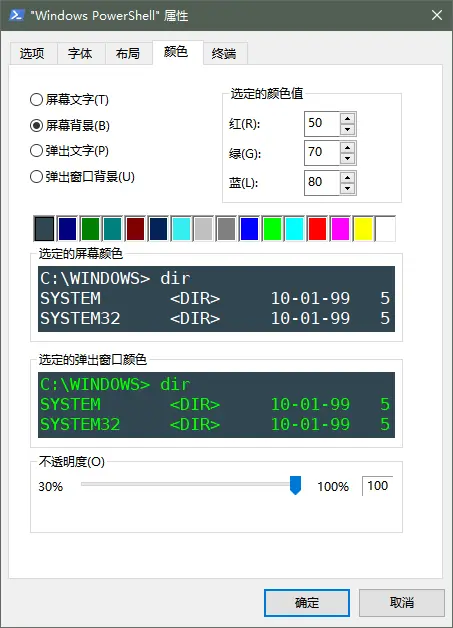 "Windows PowerShell" 属性
选项 字体 布局 颜色 终端
屏幕文字(T)
屏幕背景(B)
弹出文字(P)
弹出窗口背景(U)
选定的颜色值
红(R): 50
绿(G): 70
蓝(L): 80
选定的屏幕颜色
C:\WINDOWS> dir
SYSTEM <DIR> 10-01-99 5
SYSTEM32 <DIR> 10-01-99 5
选定的弹出窗口颜色
C:\WINDOWS> dir
SYSTEM <DIR> 10-01-99 5
SYSTEM32 <DIR> 10-01-99 5
不透明度(O)
30% 100% 100
确定 取消